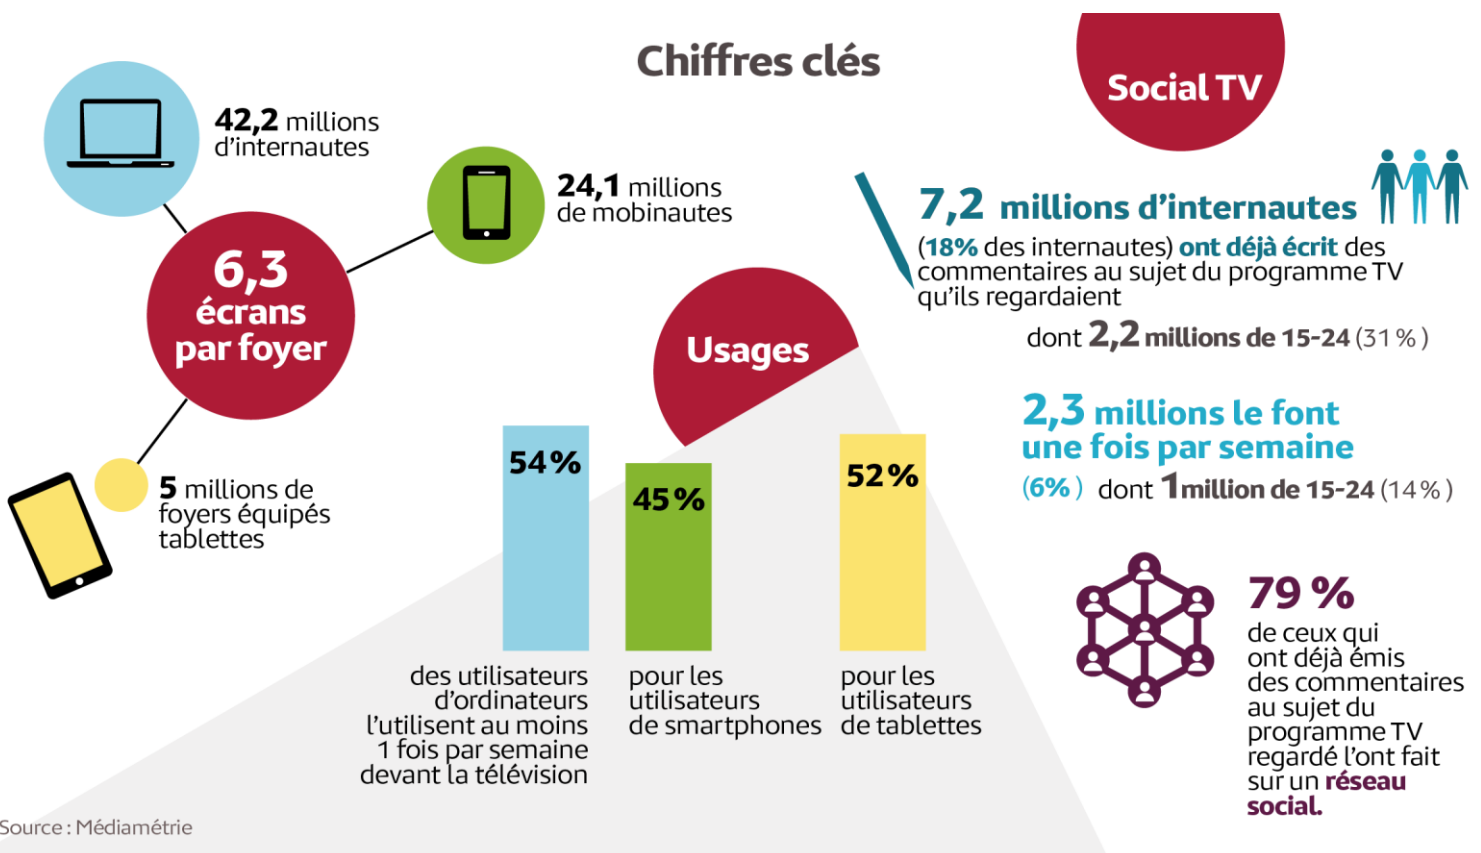 Chiffres clés
42,2 millions
d'internautes
24,1 millions
de mobinautes
6,3
écrans
par foyer
5 millions de
foyers équipés
tablettes
Usages
54 %
45 %
52 %
des utilisateurs
d'ordinateurs
l'utilisent au moins
1 fois par semaine
devant la télévision
pour les
utilisateurs
de smartphones
pour les
utilisateurs
de tablettes
Social TV
7,2 millions d'internautes
(18% des internautes) ont déjà écrit des
commentaires au sujet du programme TV
qu'ils regardaient
dont 2,2 millions de 15-24 (31 % )
2,3 millions le font
une fois par semaine
(6% ) dont 1 million de 15-24 (14 % )
79 %
de ceux qui
ont déjà émis
des commentaires
au sujet du
programme TV
regardé l'ont fait
sur un réseau
social.
Source : Médiamétrie